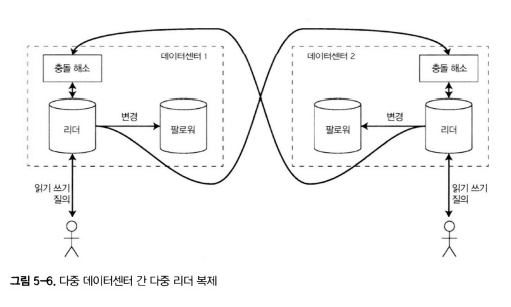 데이터센터 1
데이터센터 2
충돌 해소
충돌 해소
리더
변경
팔로워
팔로워
변경
리더
읽기 쓰기
질의
읽기 쓰기
질의
그림 5-6. 다중 데이터센터 간 다중 리더 복제